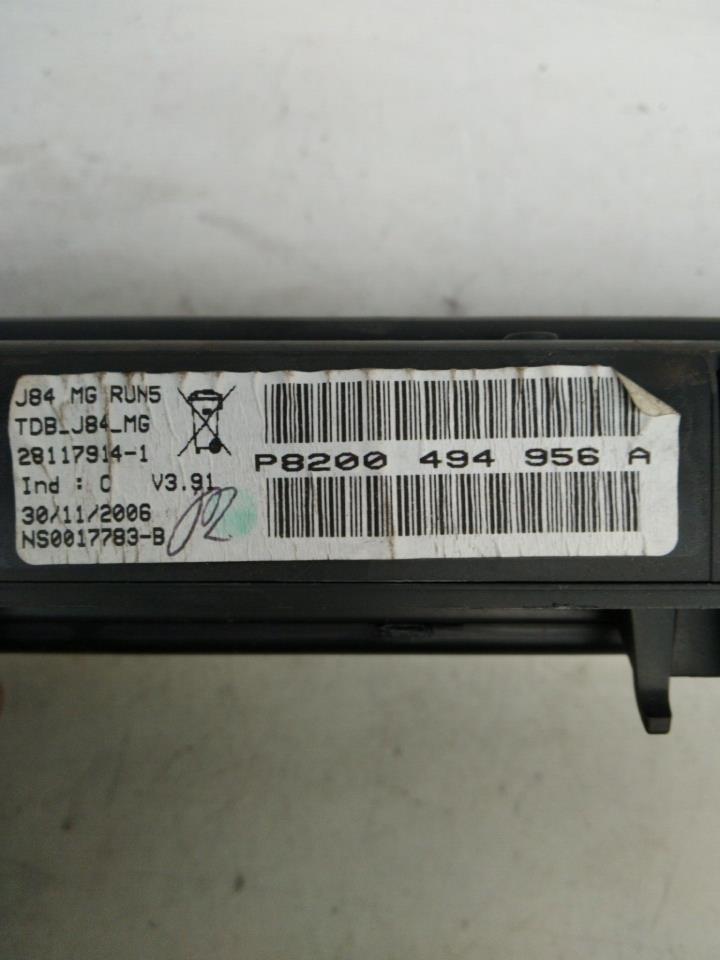 J84 MG RUN5
TDB_J84_MG
28117914-1
Ind : C V3.91
30/11/2006
NS0017783-B
P8200 494 956 A